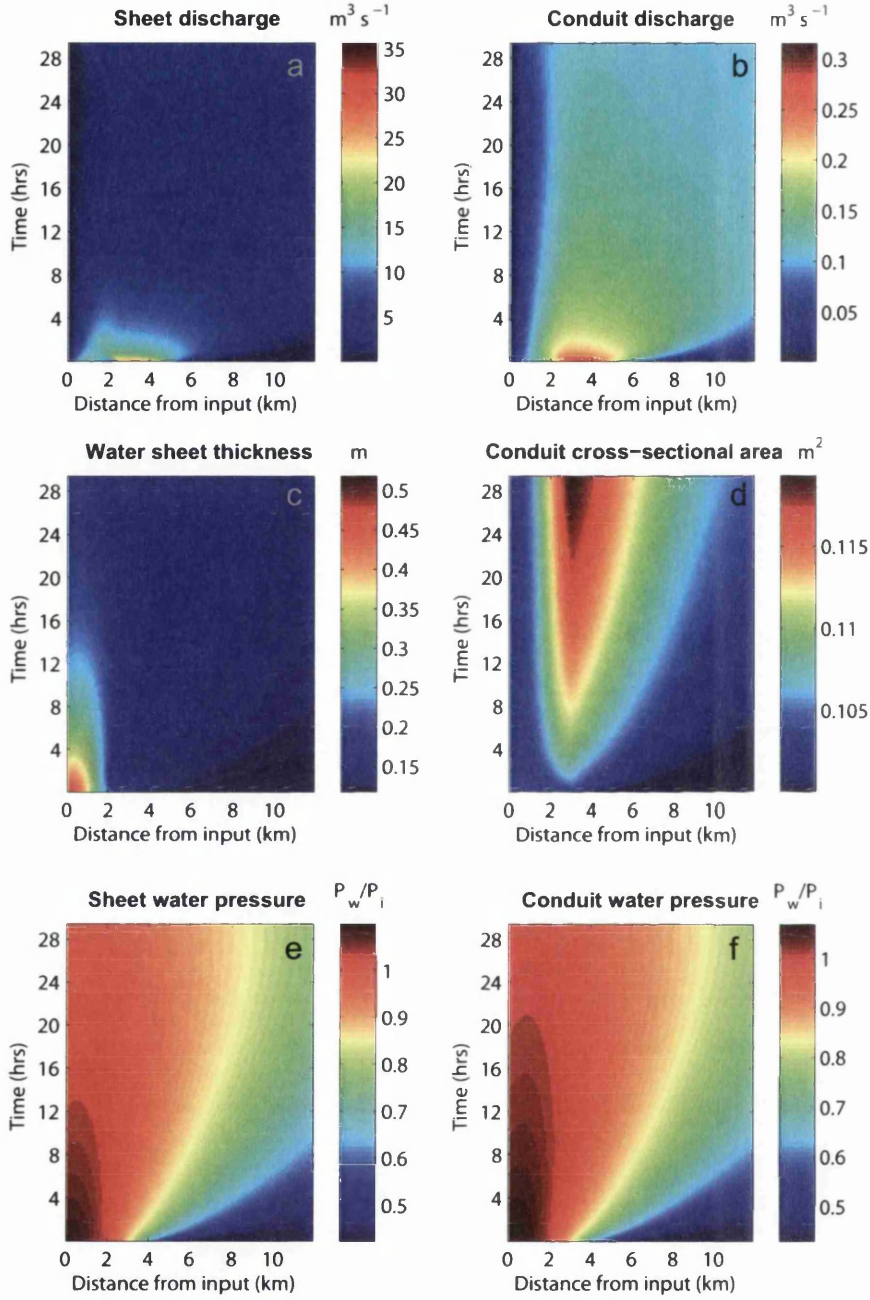 Sheet discharge m³ s⁻¹
a
28
24
20
16
12
8
4
Time (hrs)
0 2 4 6 8 10
Distance from input (km)
35
30
25
20
15
10
5
Conduit discharge m³ s⁻¹
b
28
24
20
16
12
8
4
Time (hrs)
0 2 4 6 8 10
Distance from input (km)
0.3
0.25
0.2
0.15
0.1
0.05
Water sheet thickness m
c
28
24
20
16
12
8
4
Time (hrs)
0 2 4 6 8 10
Distance from input (km)
0.5
0.45
0.4
0.35
0.3
0.25
0.2
0.15
Conduit cross-sectional area m²
d
28
24
20
16
12
8
4
Time (hrs)
0 2 4 6 8 10
Distance from input (km)
0.115
0.11
0.105
Sheet water pressure P_w/P_i
e
28
24
20
16
12
8
4
Time (hrs)
0 2 4 6 8 10
Distance from input (km)
1
0.9
0.8
0.7
0.6
0.5
Conduit water pressure P_w/P_i
f
28
24
20
16
12
8
4
Time (hrs)
0 2 4 6 8 10
Distance from input (km)
1
0.9
0.8
0.7
0.6
0.5